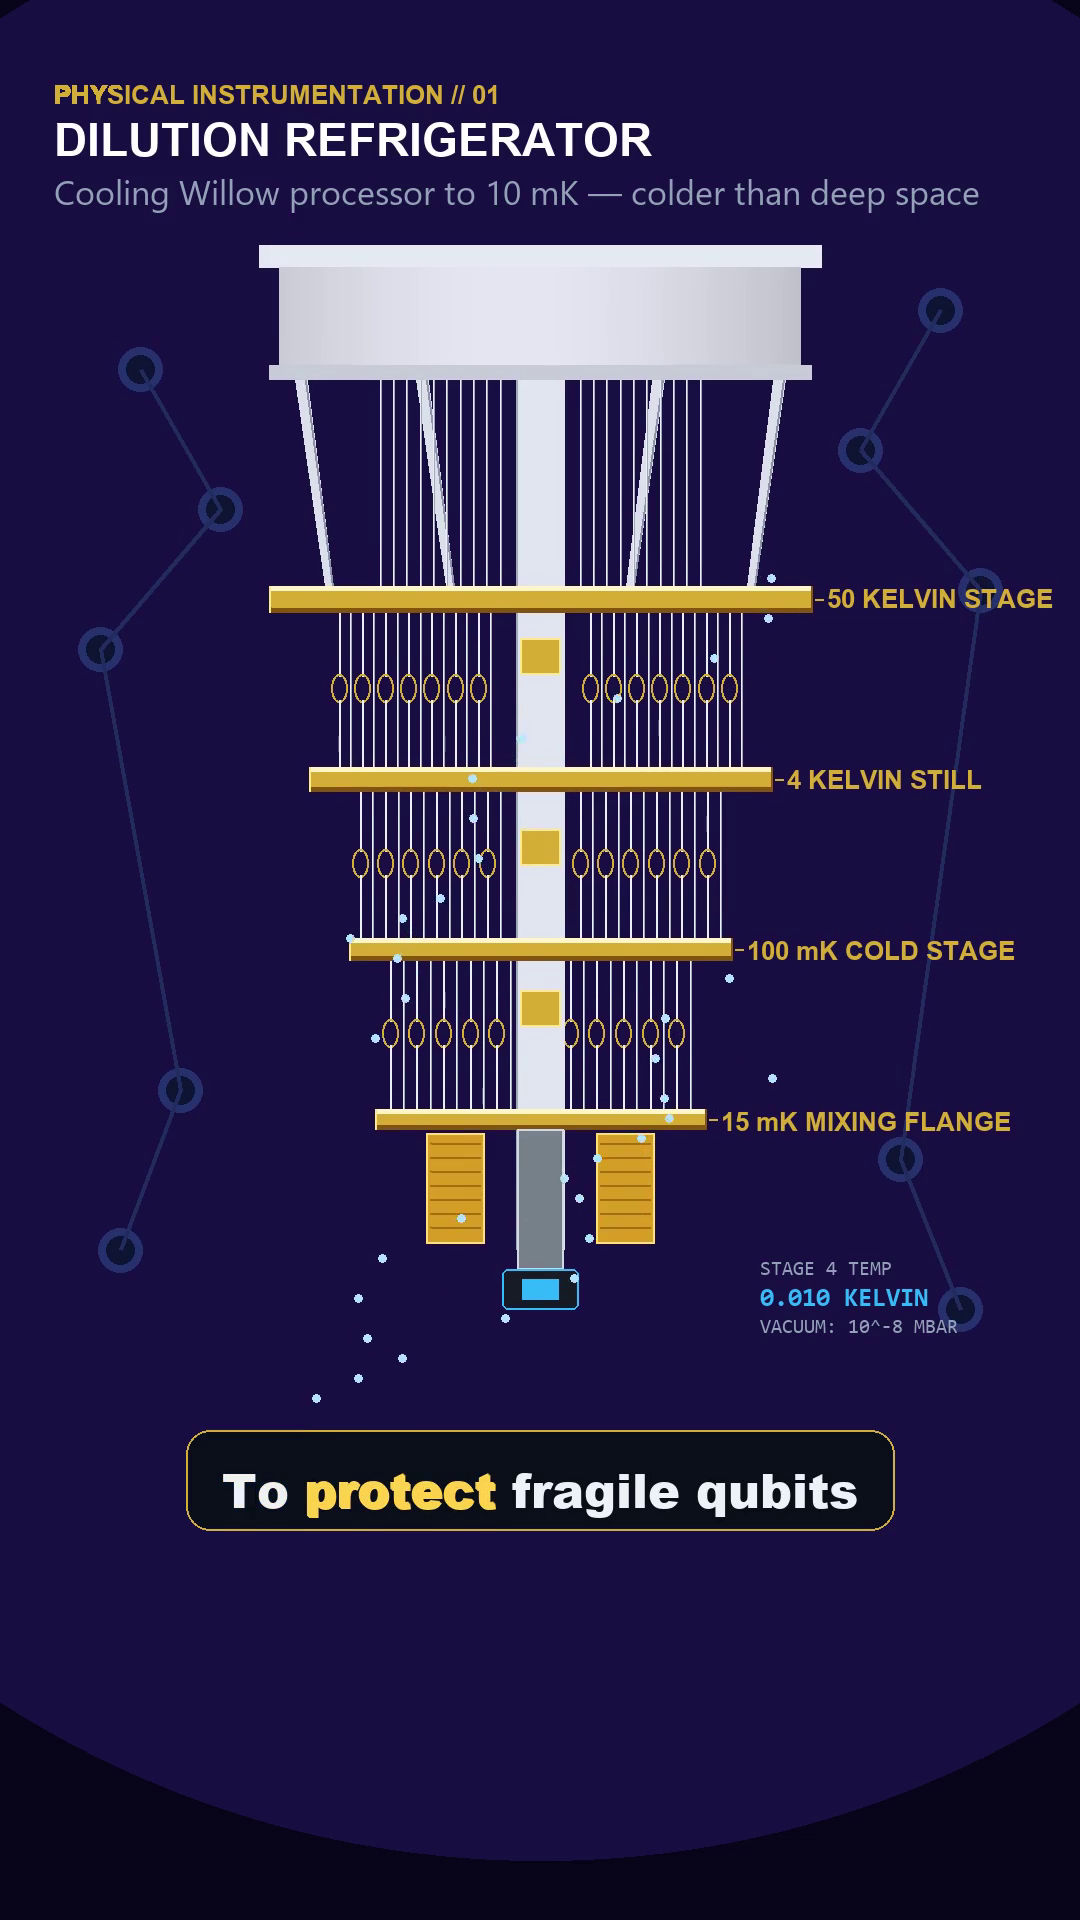 PHYSICAL INSTRUMENTATION // 01
DILUTION REFRIGERATOR
Cooling Willow processor to 10 mK — colder than deep space
50 KELVIN STAGE
4 KELVIN STILL
100 mK COLD STAGE
15 mK MIXING FLANGE
STAGE 4 TEMP
0.010 KELVIN
VACUUM: 10^-8 MBAR
To protect fragile qubits